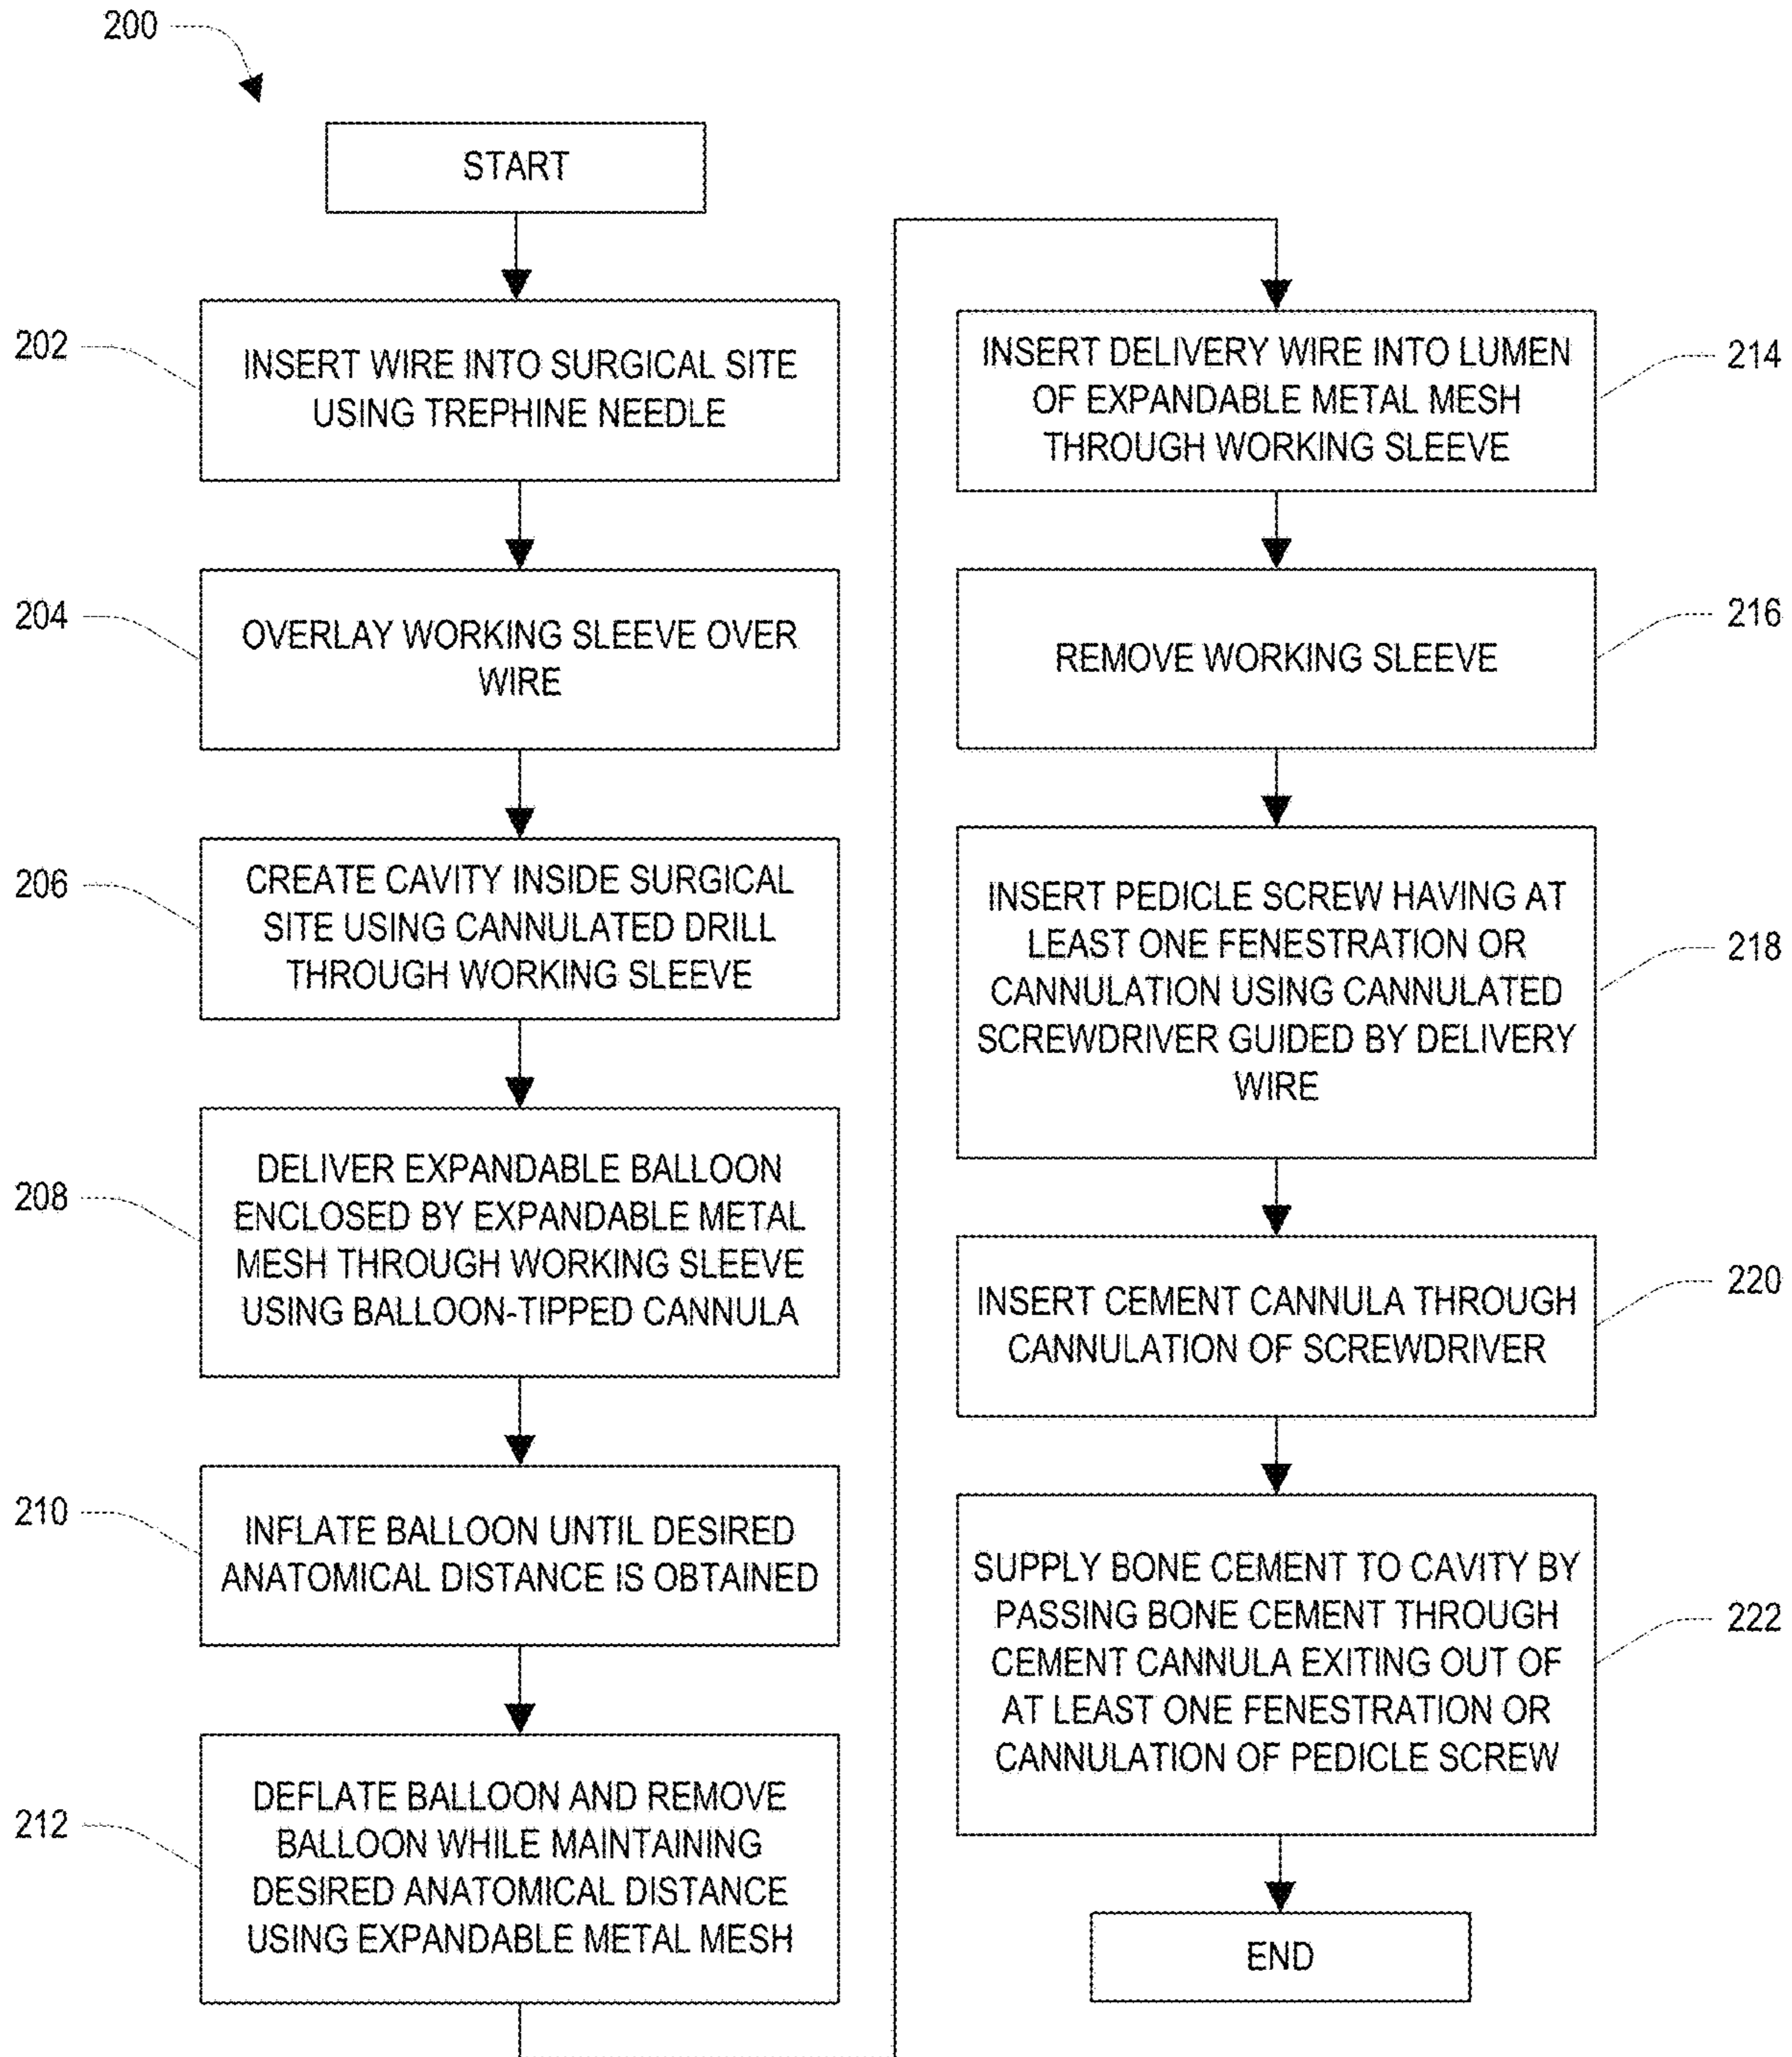 200
START
202
INSERT WIRE INTO SURGICAL SITE
USING TREPHINE NEEDLE
204
OVERLAY WORKING SLEEVE OVER
WIRE
206
CREATE CAVITY INSIDE SURGICAL
SITE USING CANNULATED DRILL
THROUGH WORKING SLEEVE
208
DELIVER EXPANDABLE BALLOON
ENCLOSED BY EXPANDABLE METAL
MESH THROUGH WORKING SLEEVE
USING BALLOON-TIPPED CANNULA
210
INFLATE BALLOON UNTIL DESIRED
ANATOMICAL DISTANCE IS OBTAINED
212
DEFLATE BALLOON AND REMOVE
BALLOON WHILE MAINTAINING
DESIRED ANATOMICAL DISTANCE
USING EXPANDABLE METAL MESH
INSERT DELIVERY WIRE INTO LUMEN
OF EXPANDABLE METAL MESH
THROUGH WORKING SLEEVE
214
REMOVE WORKING SLEEVE
216
INSERT PEDICLE SCREW HAVING AT
LEAST ONE FENESTRATION OR
CANNULATION USING CANNULATED
SCREWDRIVER GUIDED BY DELIVERY
WIRE
218
INSERT CEMENT CANNULA THROUGH
CANNULATION OF SCREWDRIVER
220
SUPPLY BONE CEMENT TO CAVITY BY
PASSING BONE CEMENT THROUGH
CEMENT CANNULA EXITING OUT OF
AT LEAST ONE FENESTRATION OR
CANNULATION OF PEDICLE SCREW
222
END